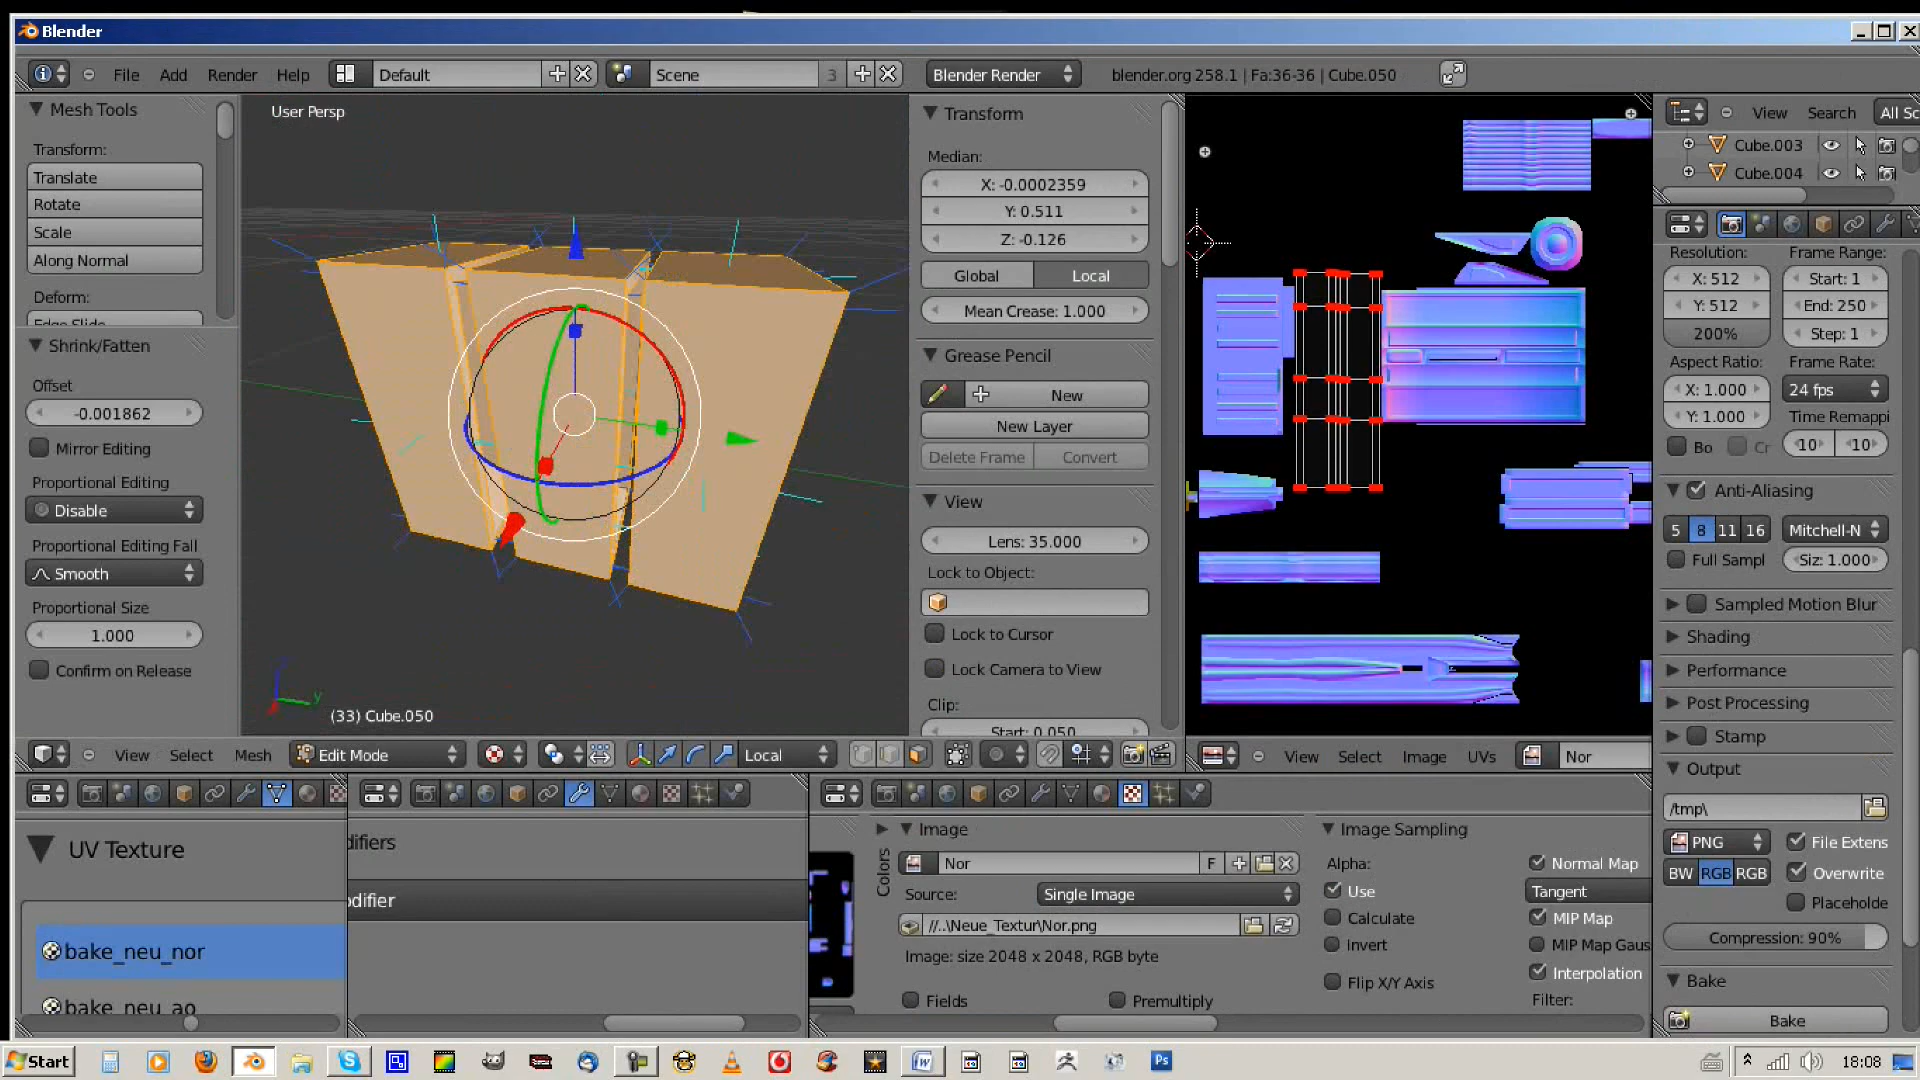 Blender
File Add Render Help Default Scene 3 Blender Render blender.org 258.1 | Fa:36-36 | Cube.050
Mesh Tools
Transform:
Translate
Rotate
Scale
Along Normal
Deform:
Edge Slide
Shrink/Fatten
Offset
-0.001862
Mirror Editing
Proportional Editing
Disable
Proportional Editing Fall
Smooth
Proportional Size
1.000
Confirm on Release
User Persp
(33) Cube.050
y
Transform
Median:
X: -0.0002359
Y: 0.511
Z: -0.126
Global Local
Mean Crease: 1.000
Grease Pencil
New
New Layer
Delete Frame Convert
View
Lens: 35.000
Lock to Object:
Lock to Cursor
Lock Camera to View
Clip:
Start: 0.050
View Search All Sc
Cube.003
Cube.004
Resolution: Frame Range:
X: 512 Start: 1
Y: 512 End: 250
200% Step: 1
Aspect Ratio: Frame Rate:
X: 1.000 24 fps
Y: 1.000 Time Remappi
Bo Cr 10 10
Anti-Aliasing
5 8 11 16 Mitchell-N
Full Sampl Siz: 1.000
Sampled Motion Blur
Shading
Performance
Post Processing
Stamp
Output
/tmp\
PNG File Extens
BW RGB RGB Overwrite
Placeholde
Compression: 90%
Bake
Bake
View Select Mesh Edit Mode Local
View Select Image UVs Nor
UV Texture
bake_neu_nor
bake_neu_ao
difiers
odifier
Colors
Image
Nor F
Source: Single Image
//..\Neue_Textur\Nor.png
Image: size 2048 x 2048, RGB byte
Fields Premultiply
Image Sampling
Alpha: Normal Map
Use Tangent
Calculate MIP Map
Invert MIP Map Gaus
Flip X/Y Axis Interpolation
Filter:
Start Ps 18:08